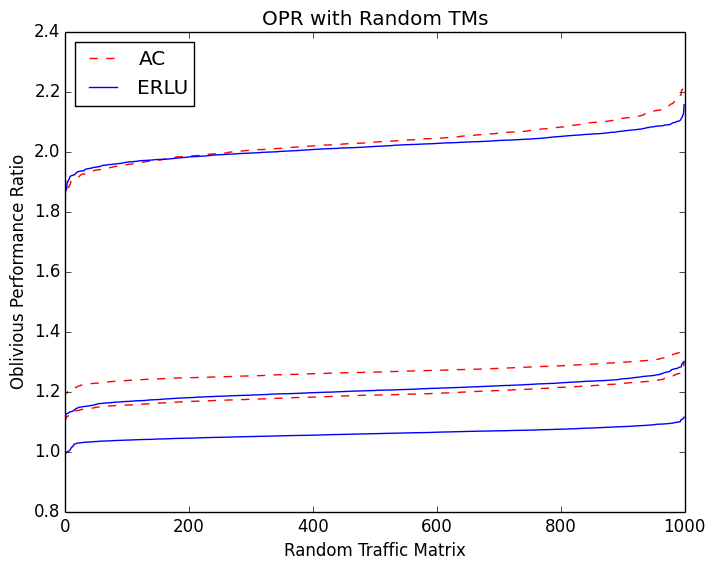 OPR with Random TMs
2.4
2.2
2.0
1.8
1.6
1.4
1.2
1.0
0.8
AC
ERLU
Oblivious Performance Ratio
0 200 400 600 800 1000
Random Traffic Matrix